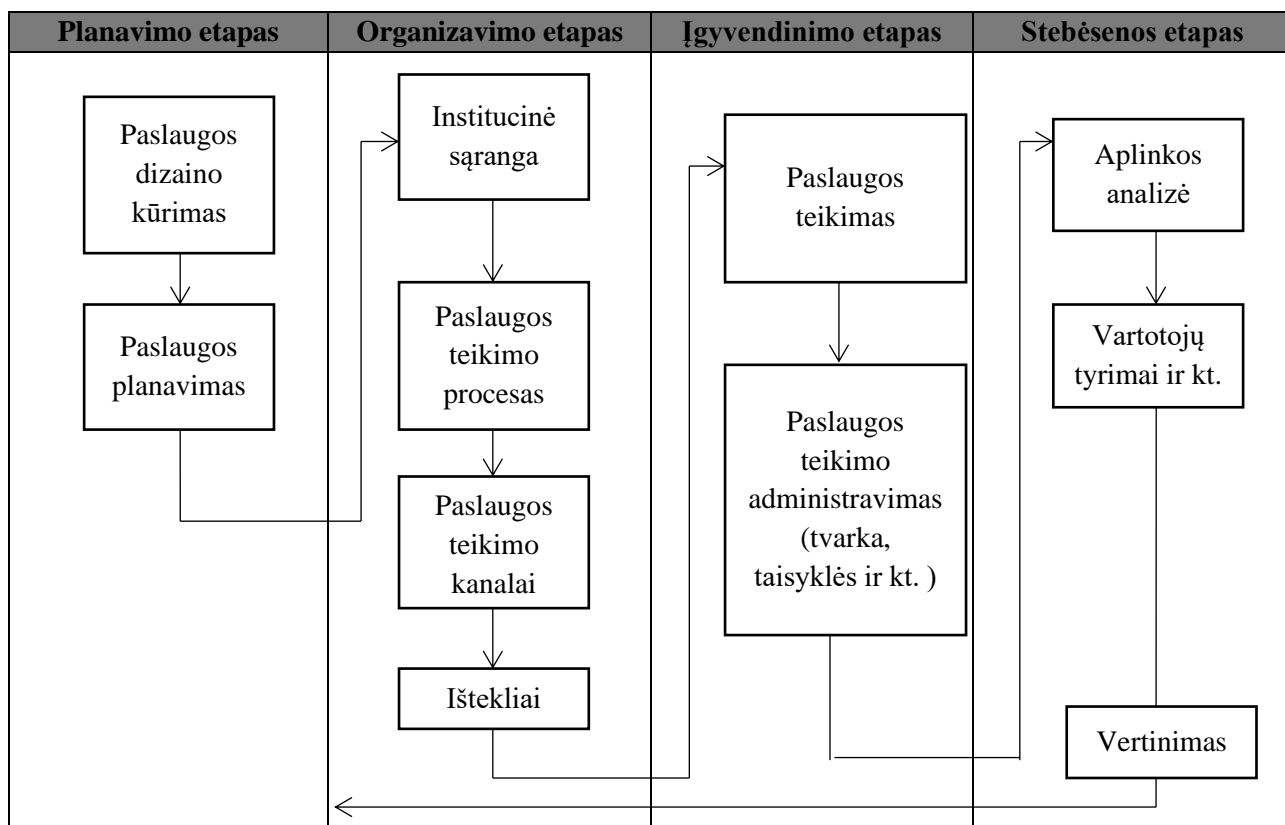 Planavimo etapas
Organizavimo etapas
Įgyvendinimo etapas
Stebėsenos etapas
Paslaugos
dizaino
kūrimas
Paslaugos
planavimas
Institucinė
sąranga
Paslaugos
teikimo
procesas
Paslaugos
teikimo
kanalai
Ištekliai
Paslaugos
teikimas
Paslaugos
teikimo
administravimas
(tvarka,
taisyklės ir kt. )
Aplinkos
analizė
Vartotojų
tyrimai ir kt.
Vertinimas